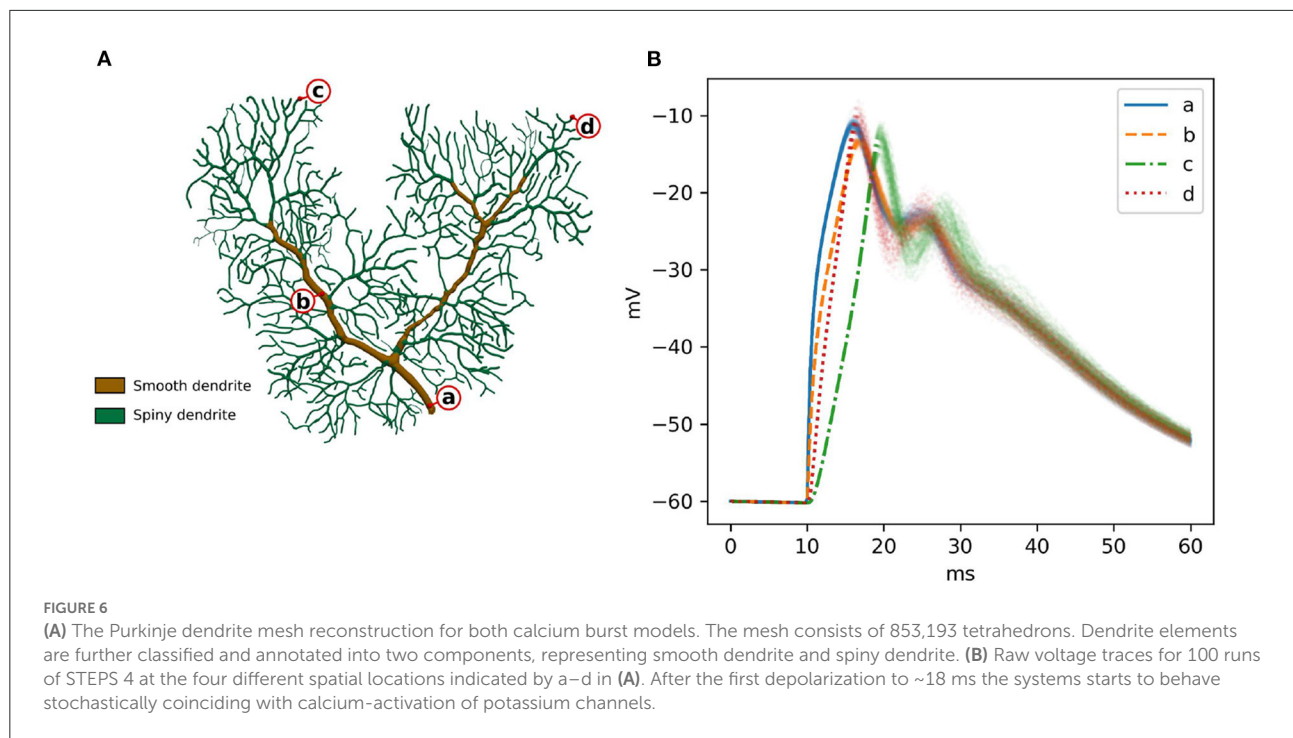 A
c
d
b
a
Smooth dendrite
Spiny dendrite
B
−10
−20
−30
−40
−50
−60
mV
0 10 20 30 40 50 60
ms
a
b
c
d
FIGURE 6
(A) The Purkinje dendrite mesh reconstruction for both calcium burst models. The mesh consists of 853,193 tetrahedrons. Dendrite elements
are further classified and annotated into two components, representing smooth dendrite and spiny dendrite. (B) Raw voltage traces for 100 runs
of STEPS 4 at the four different spatial locations indicated by a–d in (A). After the first depolarization to ~18 ms the systems starts to behave
stochastically coinciding with calcium-activation of potassium channels.